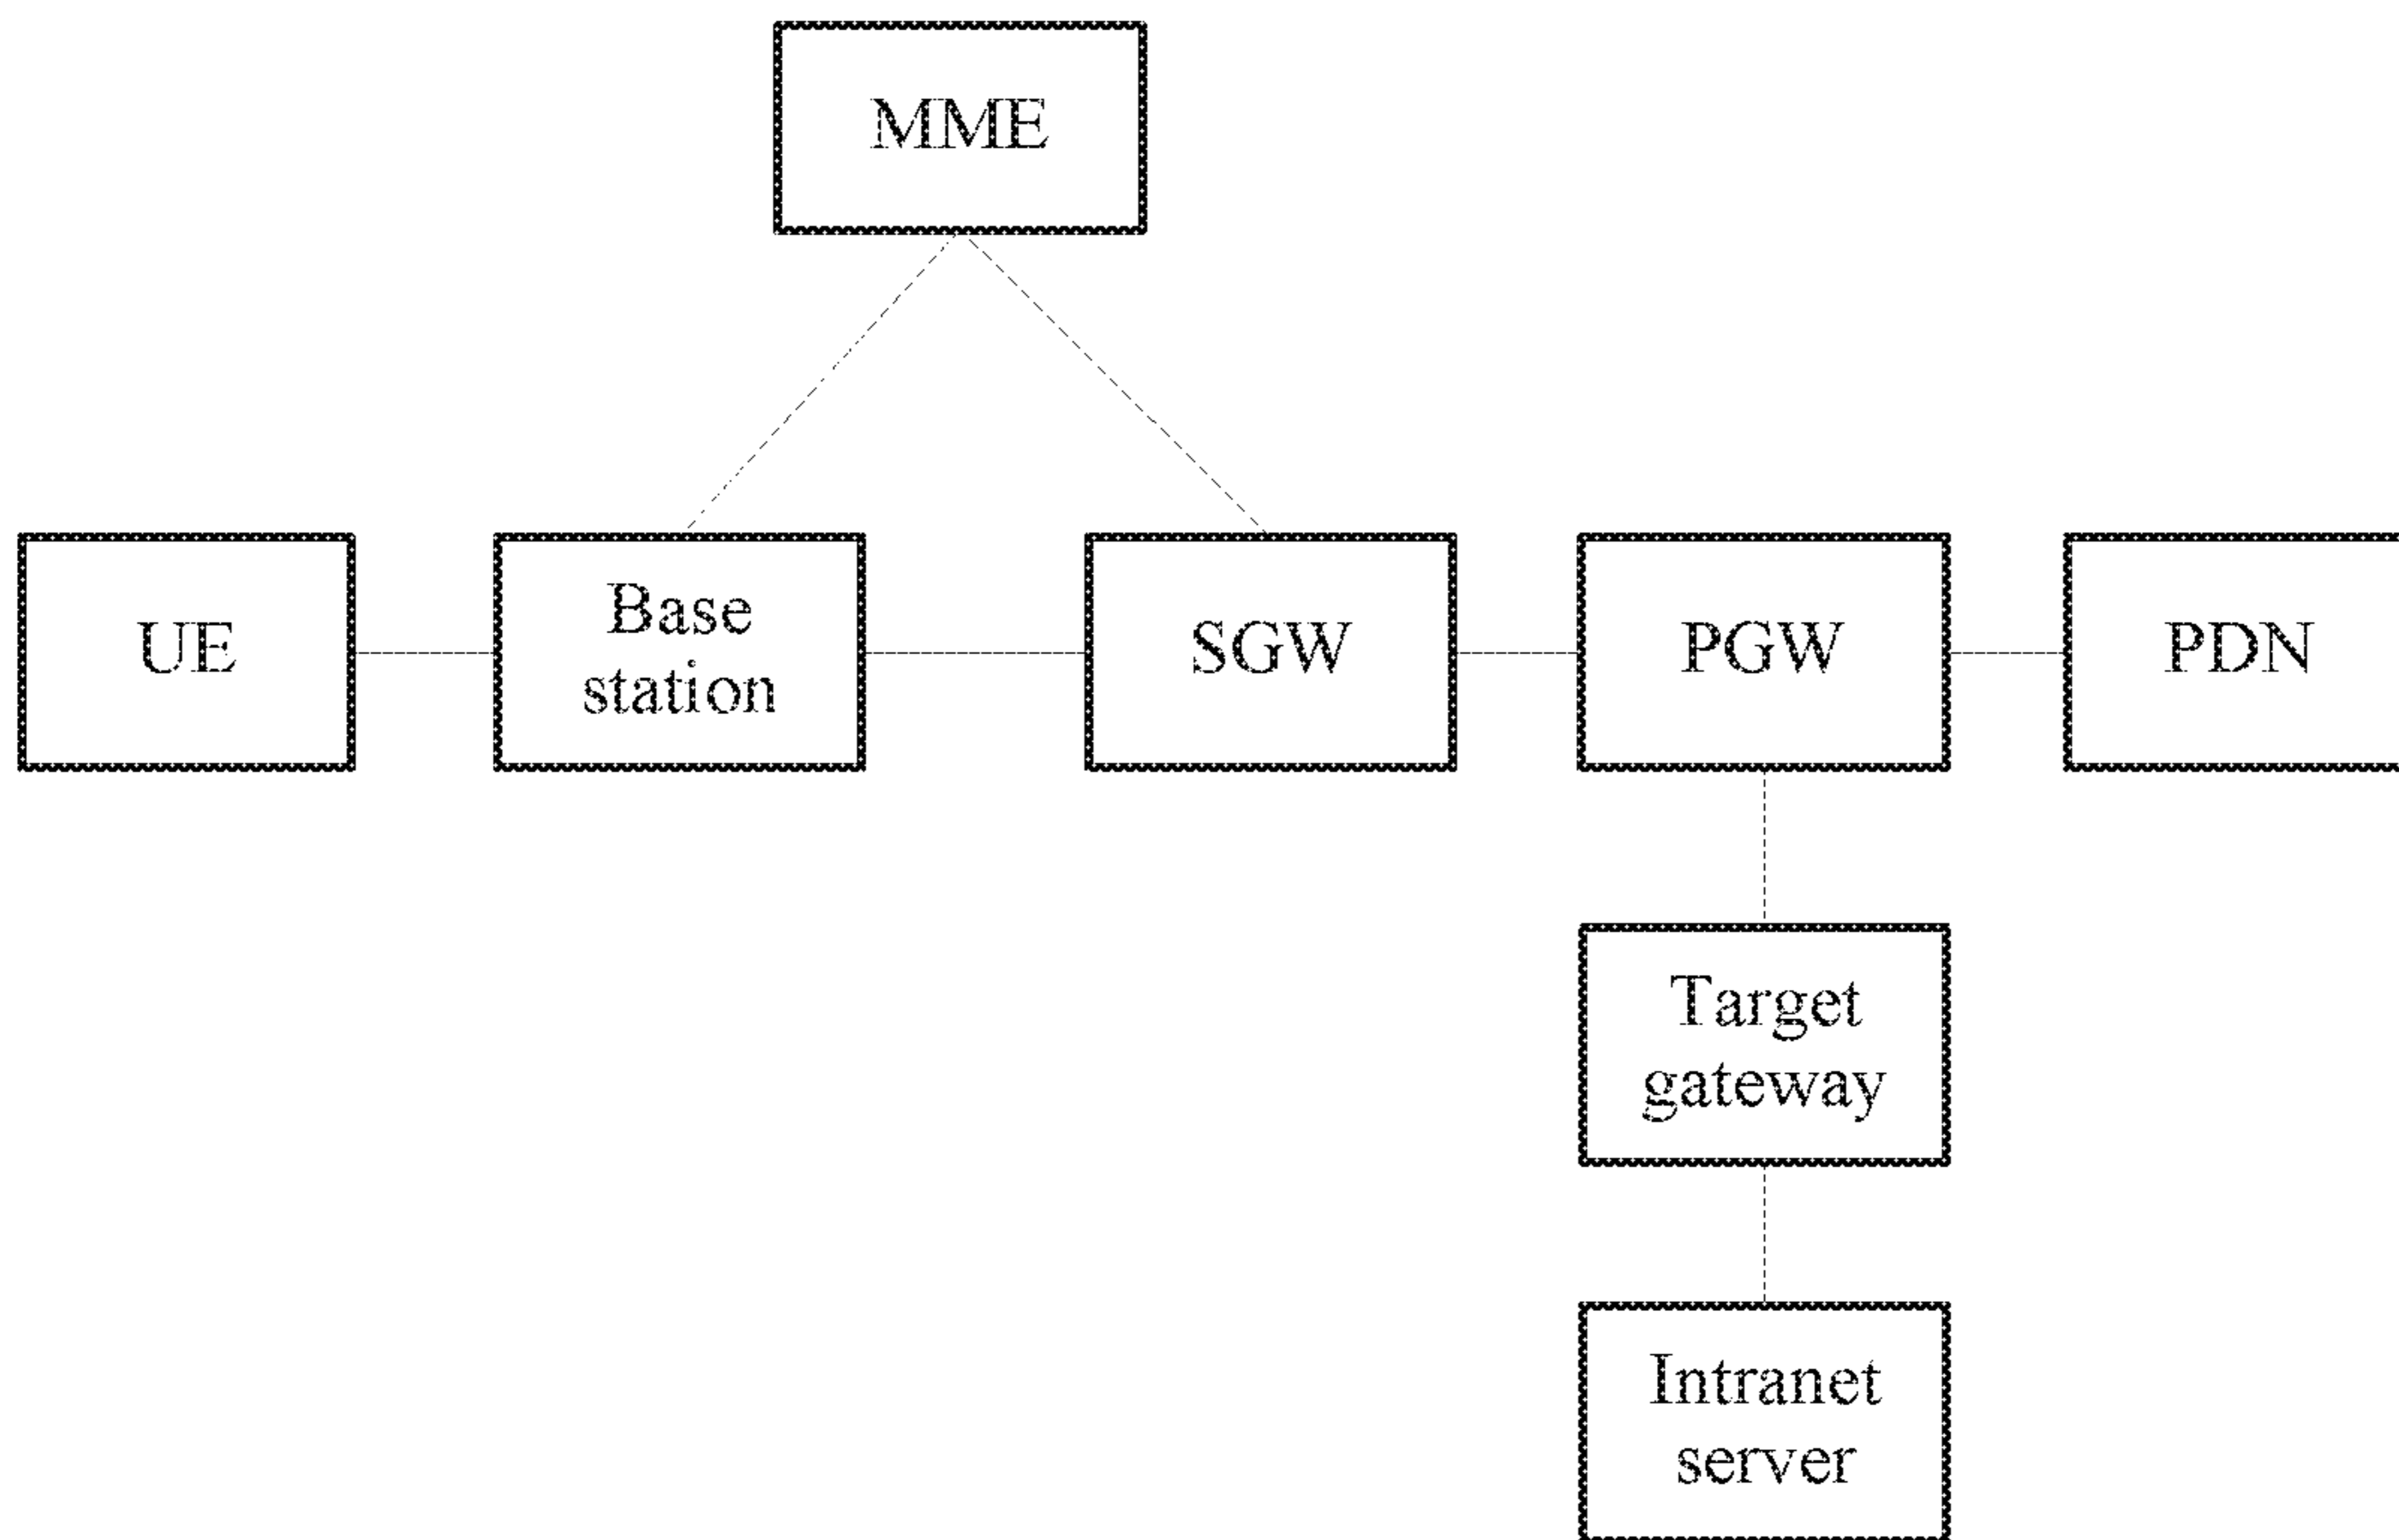 MME
UE
Base
station
SGW
PGW
PDN
Target
gateway
Intranet
server